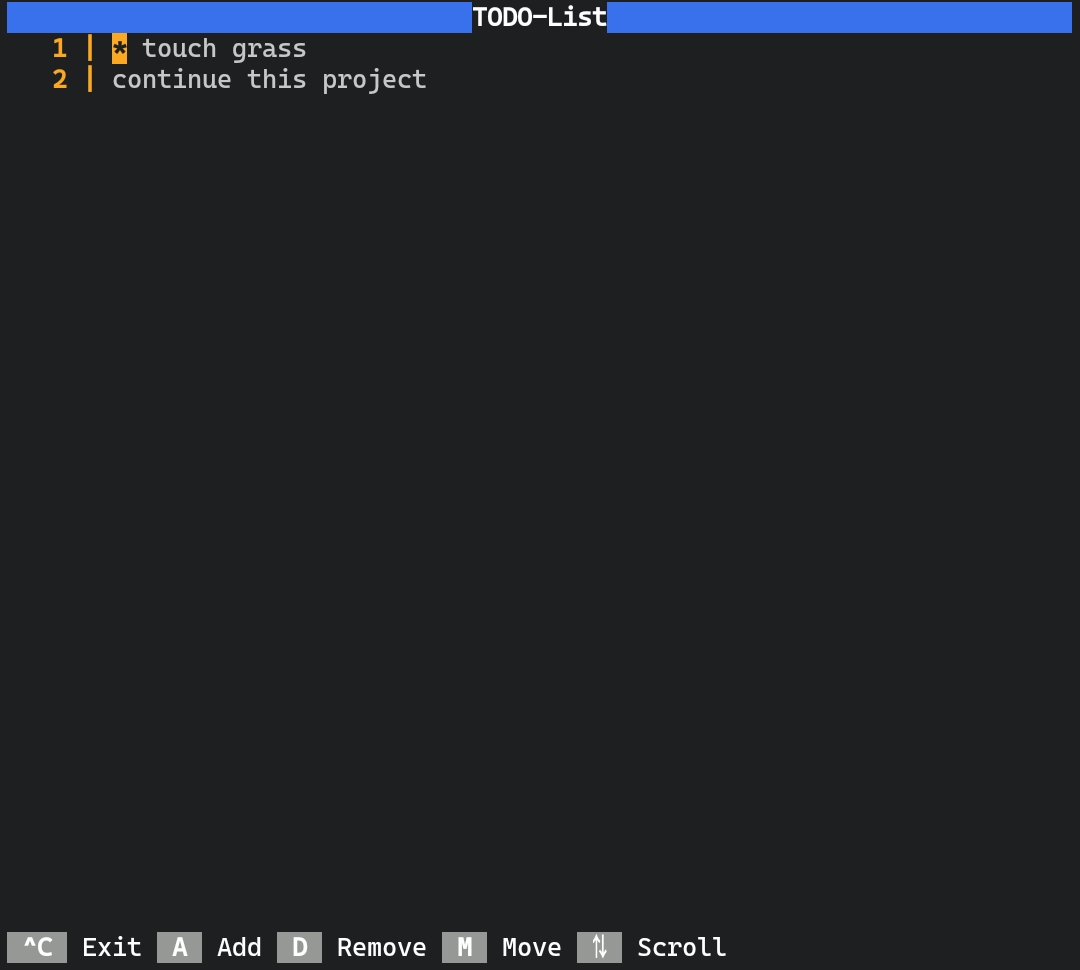 TODO-List
1 | * touch grass
2 | continue this project
^C Exit A Add D Remove M Move ↑↓ Scroll